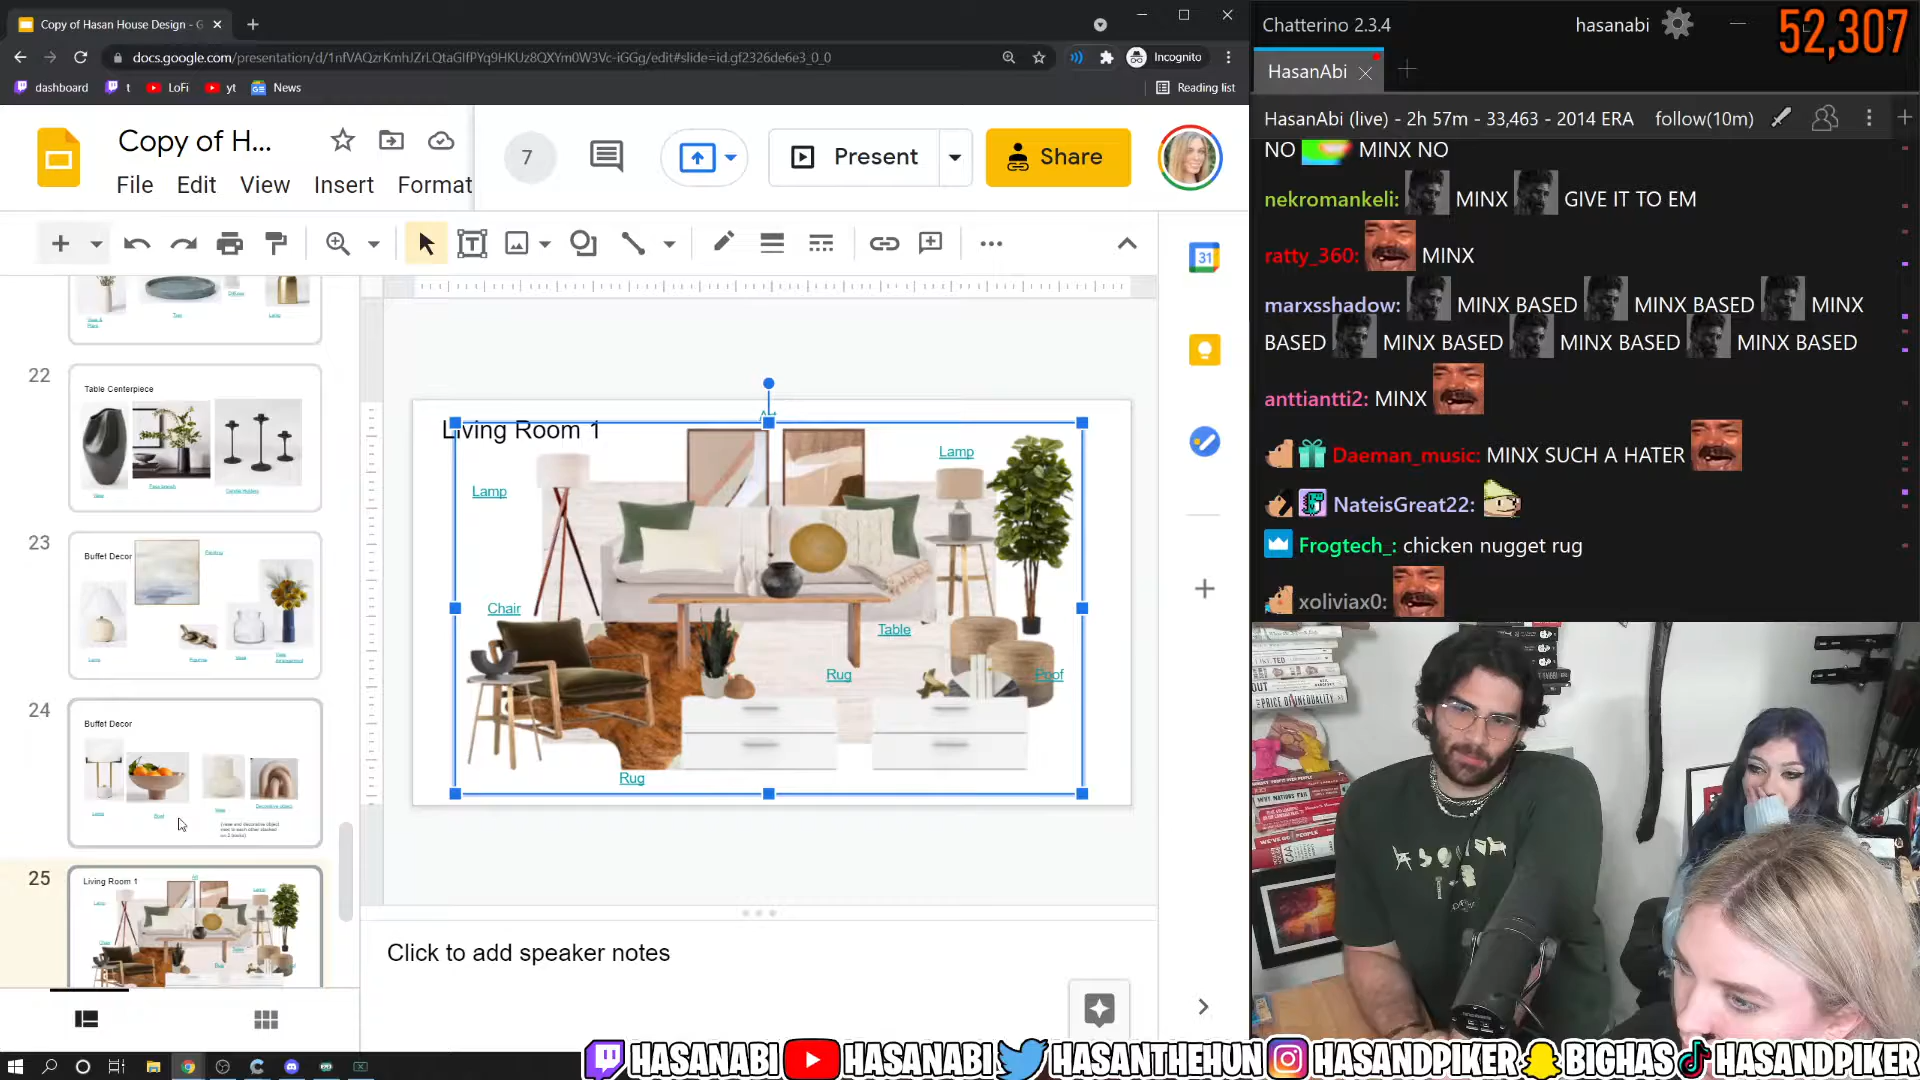 Copy of Hasan House Design - G
docs.google.com/presentation/d/1nfVAQzrKmhJZrLQtaGIfPYq9HKUz8QXYm0W3Vc-iGGg/edit#slide=id.gf2326de6e3_0_0
Incognito
dashboard
t
LoFi
yt
News
Reading list
Copy of H...
File
Edit
View
Insert
Format
7
Present
Share
31
22
Table Centerpiece
23
Buffet Decor
24
Buffet Decor
25
Living Room 1
Living Room 1
Lamp
Lamp
Chair
Table
Rug
Poof
Rug
Click to add speaker notes
Chatterino 2.3.4
hasanabi
52,307
HasanAbi
HasanAbi (live) - 2h 57m - 33,463 - 2014 ERA
follow(10m)
NO MINX NO
nekromankeli: MINX GIVE IT TO EM
ratty_360: MINX
marxsshadow: MINX BASED MINX BASED MINX
BASED MINX BASED MINX BASED MINX BASED
anttiantti2: MINX
Daeman_music: MINX SUCH A HATER
NateisGreat22:
Frogtech_: chicken nugget rug
xoliviax0:
HASANABI
HASANABI
HASANTHEHUN
HASANDPIKER
BIGHAS
HASANDPIKER